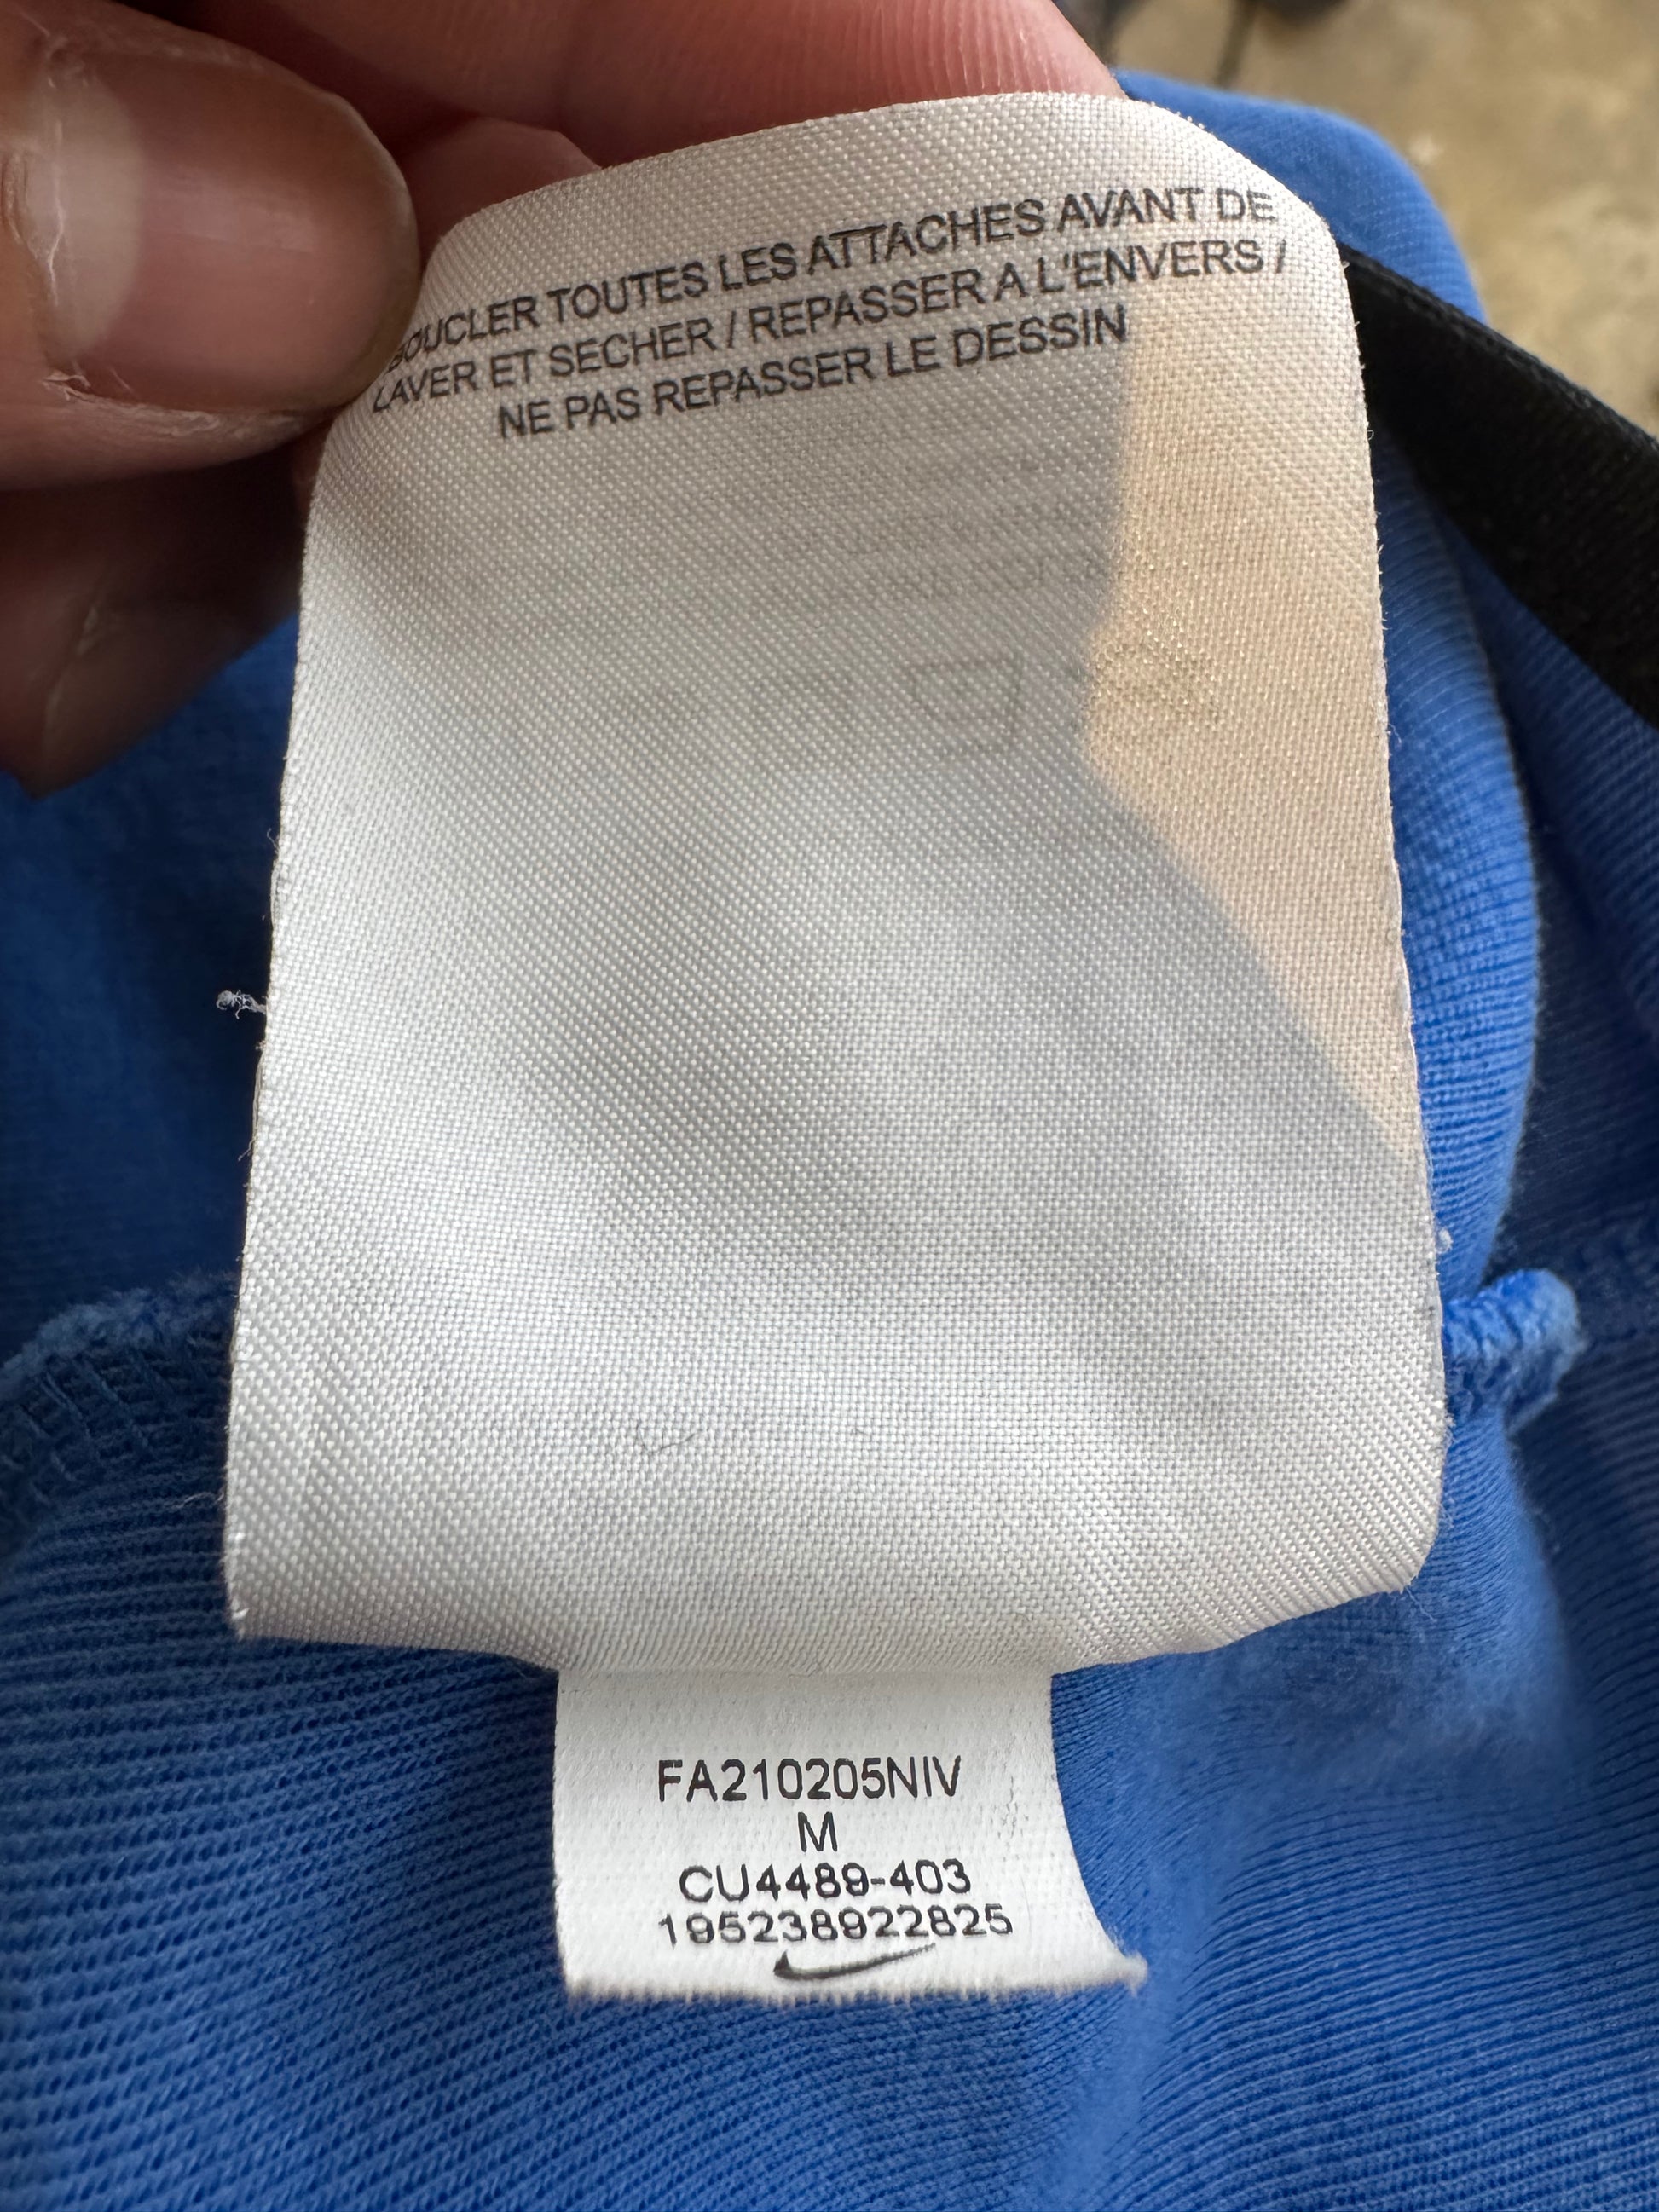 BOUCLER TOUTES LES ATTACHES AVANT DE
LAVER ET SECHER / REPASSER A L'ENVERS /
NE PAS REPASSER LE DESSIN
FA210205NIV
M
CU4489-403
195238922825